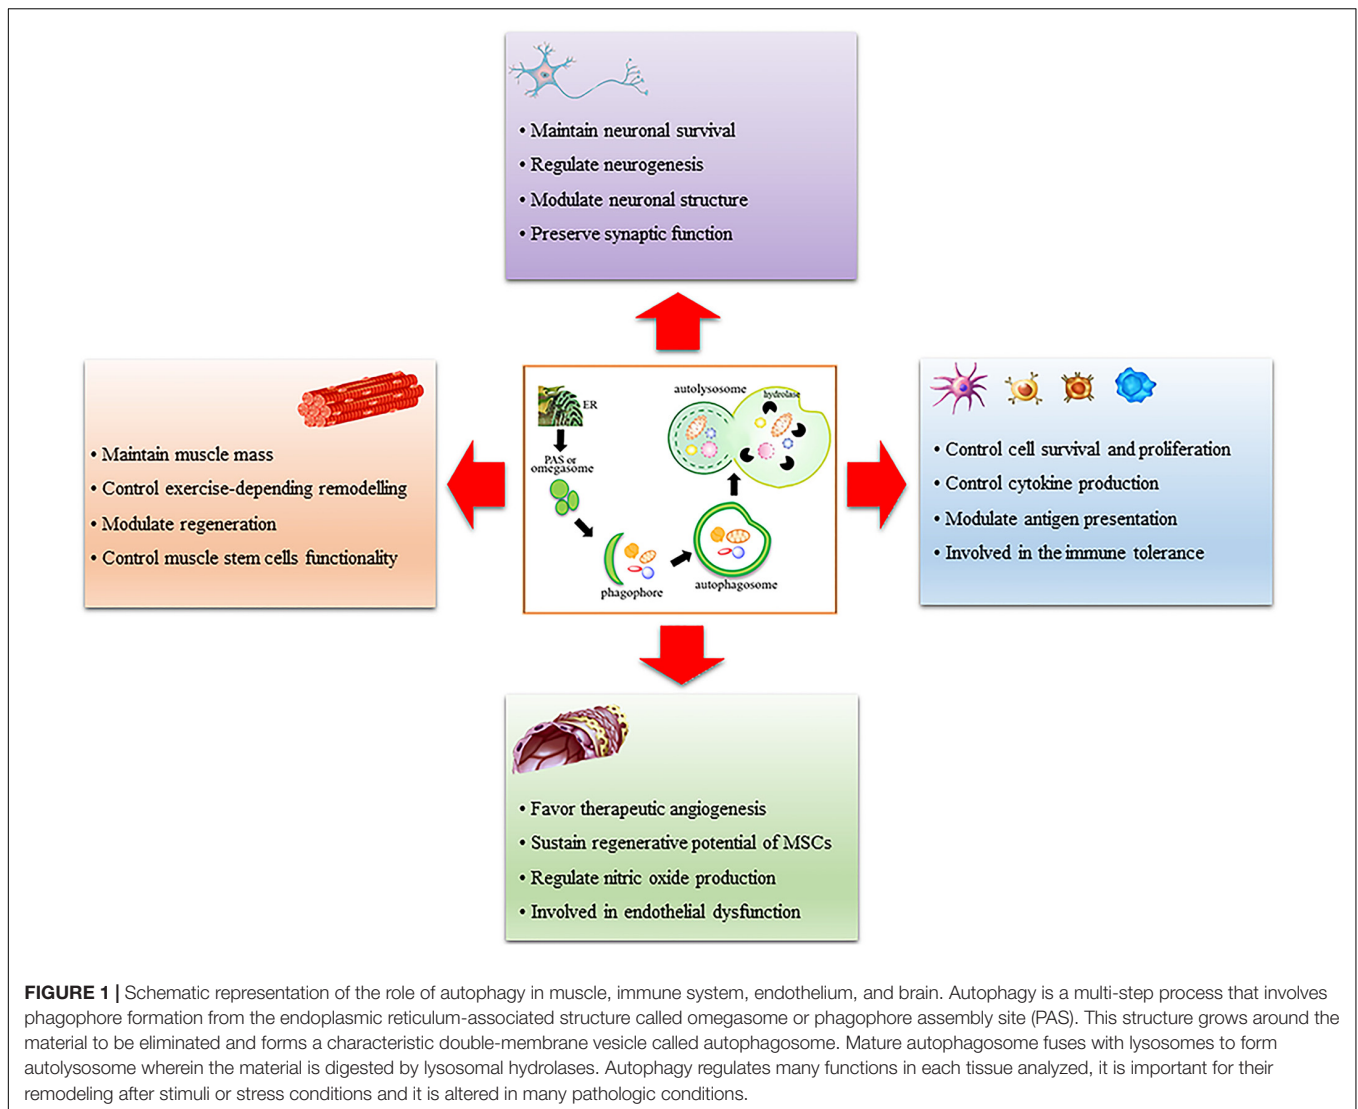 • Maintain neuronal survival
• Regulate neurogenesis
• Modulate neuronal structure
• Preserve synaptic function
• Maintain muscle mass
• Control exercise-depending remodelling
• Modulate regeneration
• Control muscle stem cells functionality
ER
PAS or
omegasome
phagophore
autophagosome
autolysosome
hydrolase
• Control cell survival and proliferation
• Control cytokine production
• Modulate antigen presentation
• Involved in the immune tolerance
• Favor therapeutic angiogenesis
• Sustain regenerative potential of MSCs
• Regulate nitric oxide production
• Involved in endothelial dysfunction
FIGURE 1 | Schematic representation of the role of autophagy in muscle, immune system, endothelium, and brain. Autophagy is a multi-step process that involves
phagophore formation from the endoplasmic reticulum-associated structure called omegasome or phagophore assembly site (PAS). This structure grows around the
material to be eliminated and forms a characteristic double-membrane vesicle called autophagosome. Mature autophagosome fuses with lysosomes to form
autolysosome wherein the material is digested by lysosomal hydrolases. Autophagy regulates many functions in each tissue analyzed, it is important for their
remodeling after stimuli or stress conditions and it is altered in many pathologic conditions.